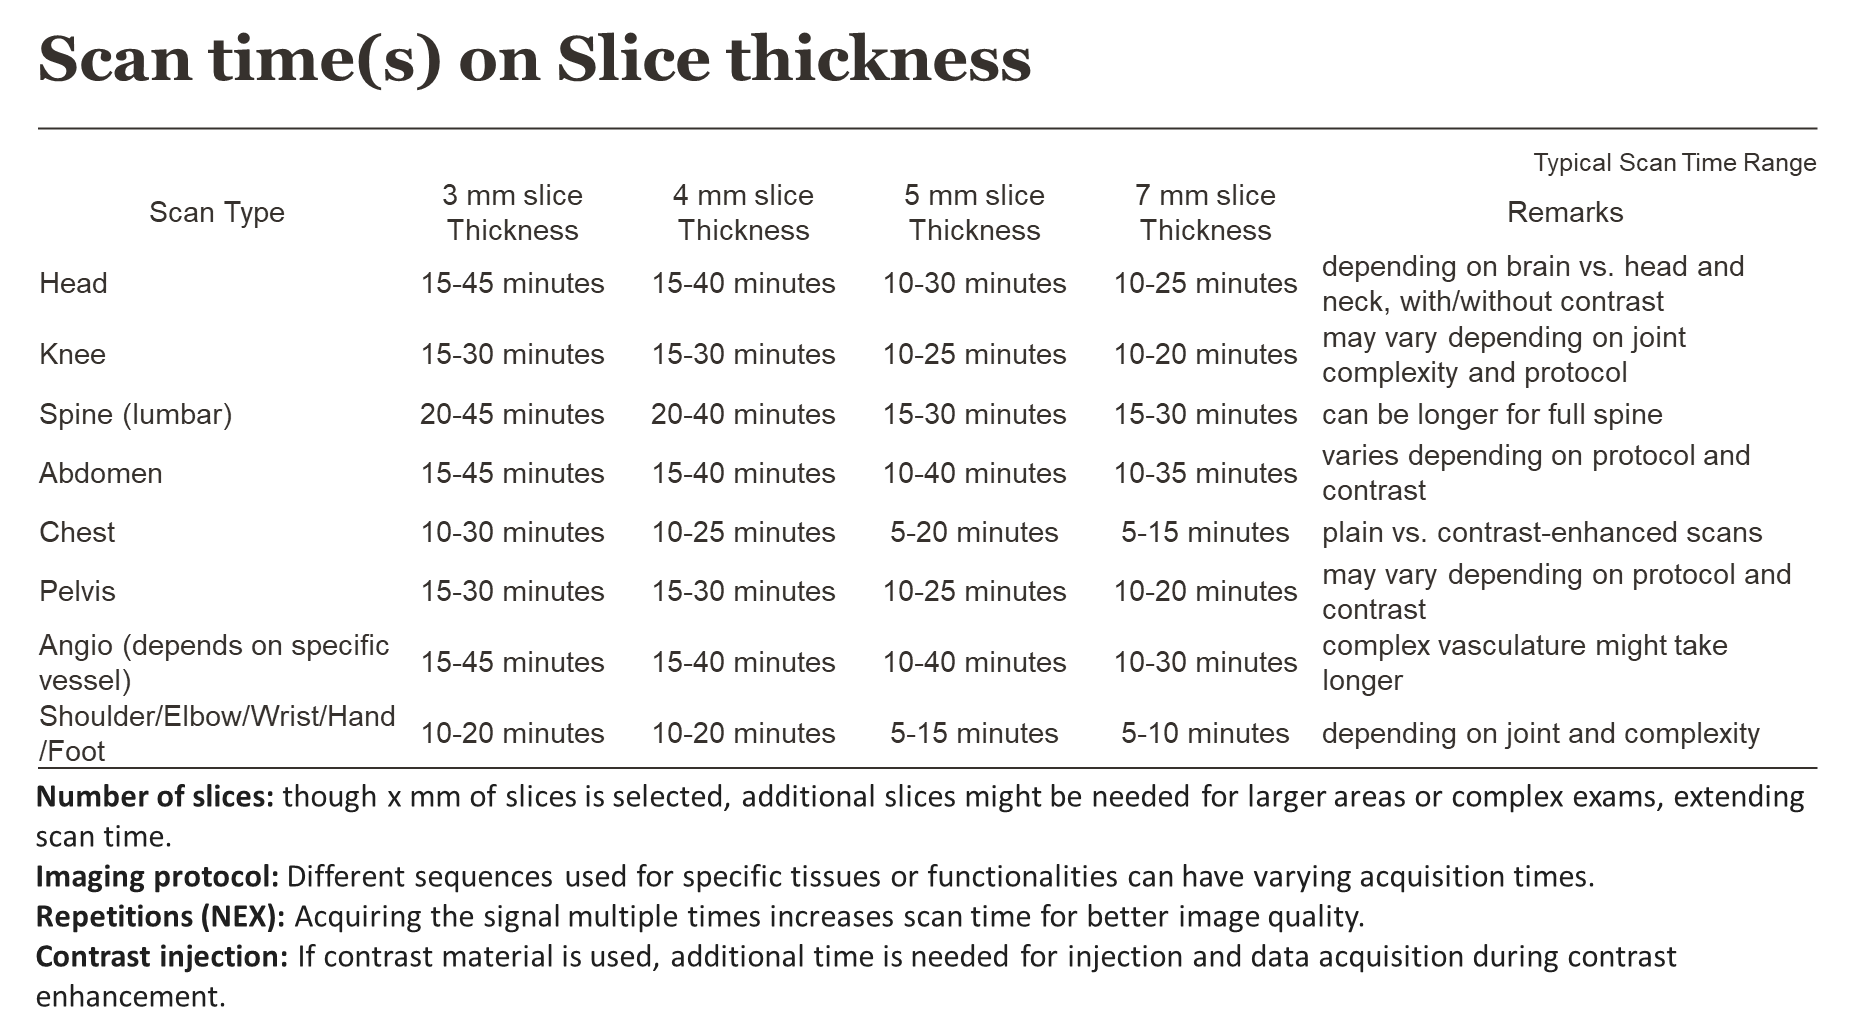 Scan time(s) on Slice thickness
Typical Scan Time Range
Scan Type 3 mm slice Thickness 4 mm slice Thickness 5 mm slice Thickness 7 mm slice Thickness Remarks
Head 15-45 minutes 15-40 minutes 10-30 minutes 10-25 minutes depending on brain vs. head and neck, with/without contrast
Knee 15-30 minutes 15-30 minutes 10-25 minutes 10-20 minutes may vary depending on joint complexity and protocol
Spine (lumbar) 20-45 minutes 20-40 minutes 15-30 minutes 15-30 minutes can be longer for full spine
Abdomen 15-45 minutes 15-40 minutes 10-40 minutes 10-35 minutes varies depending on protocol and contrast
Chest 10-30 minutes 10-25 minutes 5-20 minutes 5-15 minutes plain vs. contrast-enhanced scans
Pelvis 15-30 minutes 15-30 minutes 10-25 minutes 10-20 minutes may vary depending on protocol and contrast
Angio (depends on specific vessel) 15-45 minutes 15-40 minutes 10-40 minutes 10-30 minutes complex vasculature might take longer
Shoulder/Elbow/Wrist/Hand/Foot 10-20 minutes 10-20 minutes 5-15 minutes 5-10 minutes depending on joint and complexity
Number of slices: though x mm of slices is selected, additional slices might be needed for larger areas or complex exams, extending
scan time.
Imaging protocol: Different sequences used for specific tissues or functionalities can have varying acquisition times.
Repetitions (NEX): Acquiring the signal multiple times increases scan time for better image quality.
Contrast injection: If contrast material is used, additional time is needed for injection and data acquisition during contrast
enhancement.